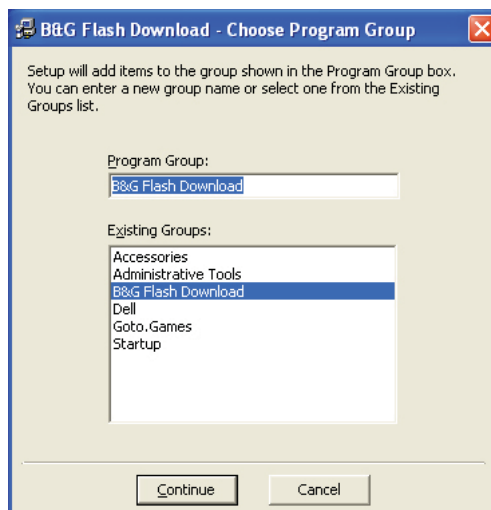 B&G Flash Download - Choose Program Group
Setup will add items to the group shown in the Program Group box.
You can enter a new group name or select one from the Existing
Groups list.
Program Group:
B&G Flash Download
Existing Groups:
Accessories
Administrative Tools
B&G Flash Download
Dell
Goto.Games
Startup
Continue
Cancel